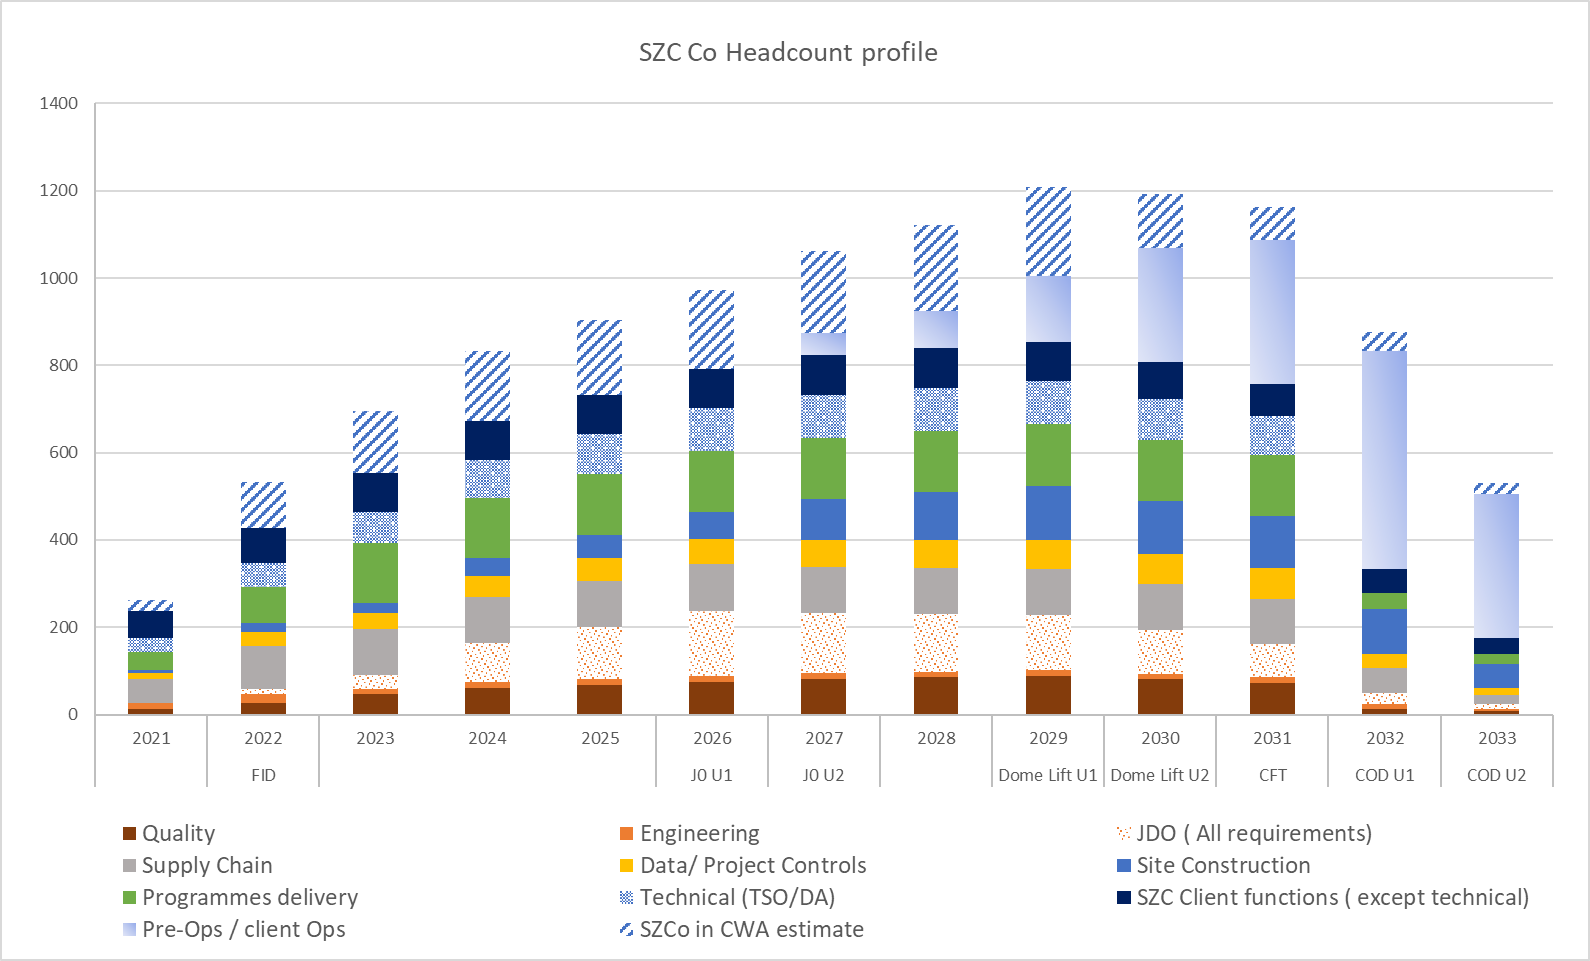 SZC Co Headcount profile
1400
1200
1000
800
600
400
200
0
2021 2022 2023 2024 2025 2026 2027 2028 2029 2030 2031 2032 2033
FID J0 U1 J0 U2 Dome Lift U1 Dome Lift U2 CFT COD U1 COD U2
Quality Engineering JDO ( All requirements)
Supply Chain Data/ Project Controls Site Construction
Programmes delivery Technical (TSO/DA) SZC Client functions ( except technical)
Pre-Ops / client Ops SZCo in CWA estimate